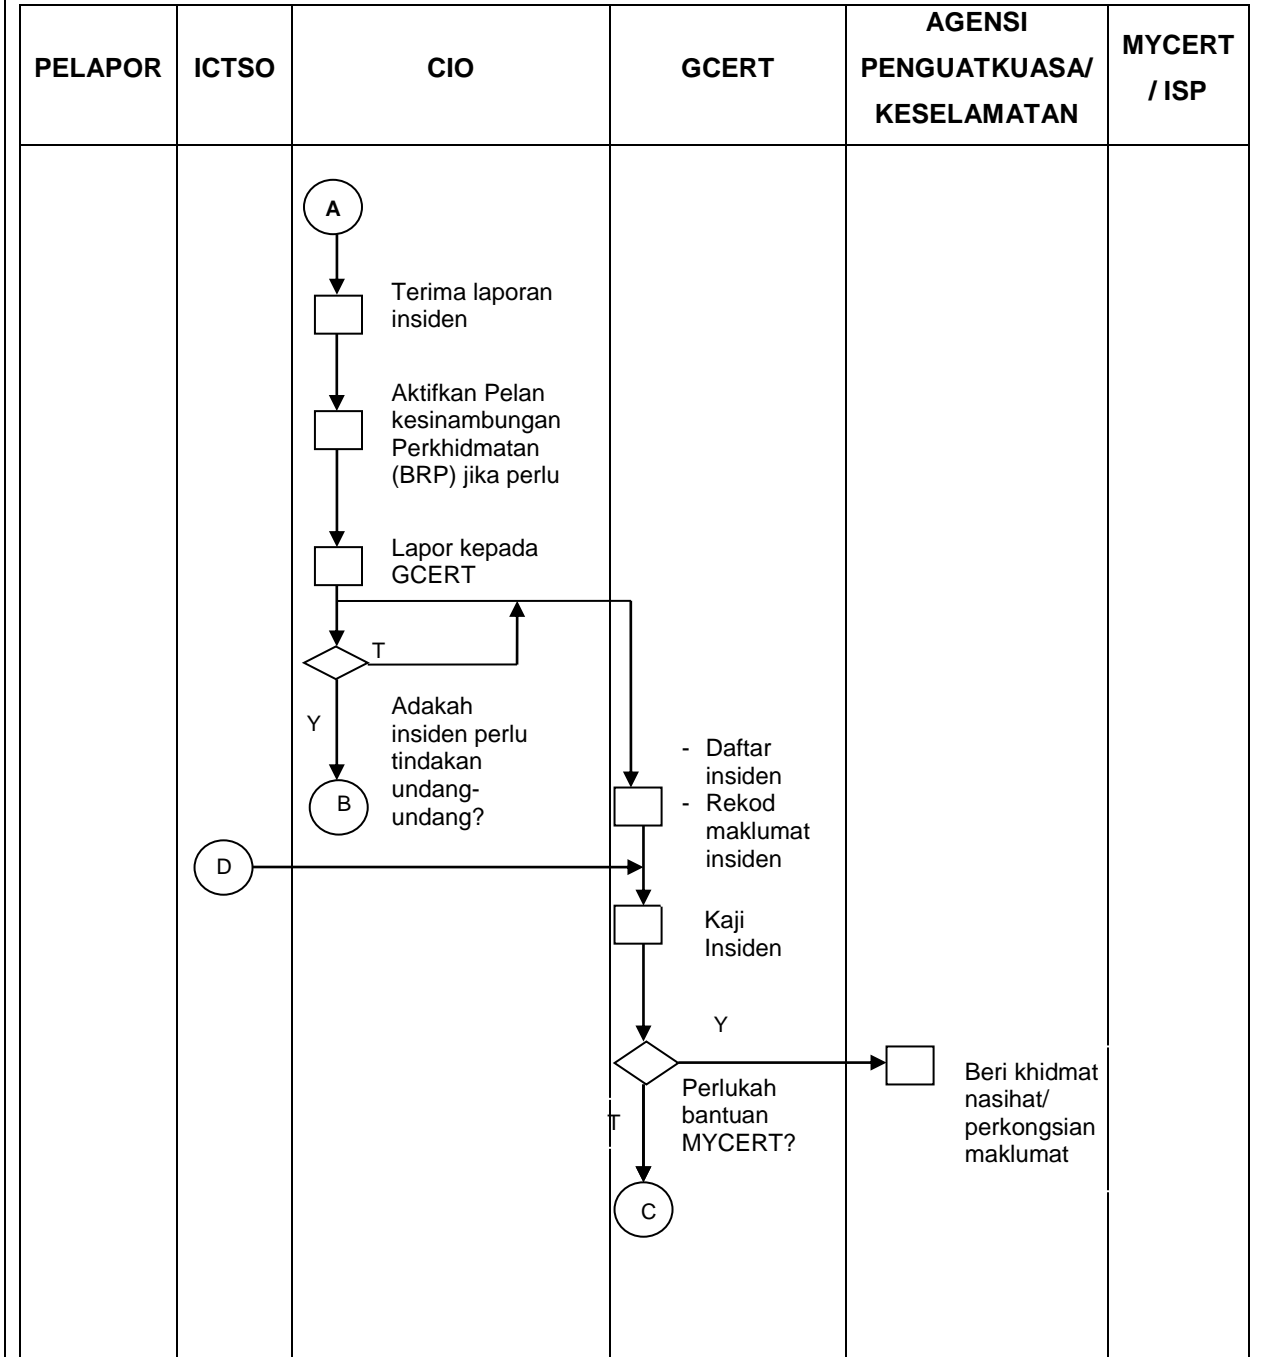 PELAPOR
ICTSO
CIO
GCERT
AGENSI
PENGUATKUASA/
KESELAMATAN
MYCERT
/ ISP
A
Terima laporan
insiden
Aktifkan Pelan
kesinambungan
Perkhidmatan
(BRP) jika perlu
Lapor kepada
GCERT
T
Y
Adakah
insiden perlu
tindakan
undang-
undang?
B
- Daftar
insiden
- Rekod
maklumat
insiden
D
Kaji
Insiden
Y
Perlukah
bantuan
MYCERT?
T
Beri khidmat
nasihat/
perkongsian
maklumat
C